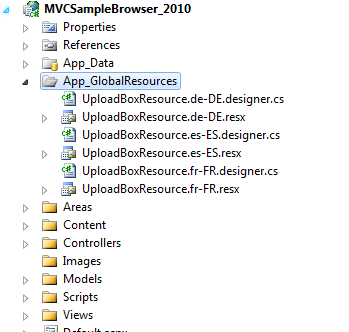 MVCSampleBrowser_2010
Properties
References
App_Data
App_GlobalResources
UploadBoxResource.de-DE.designer.cs
UploadBoxResource.de-DE.resx
UploadBoxResource.es-ES.designer.cs
UploadBoxResource.es-ES.resx
UploadBoxResource.fr-FR.designer.cs
UploadBoxResource.fr-FR.resx
Areas
Content
Controllers
Images
Models
Scripts
Views